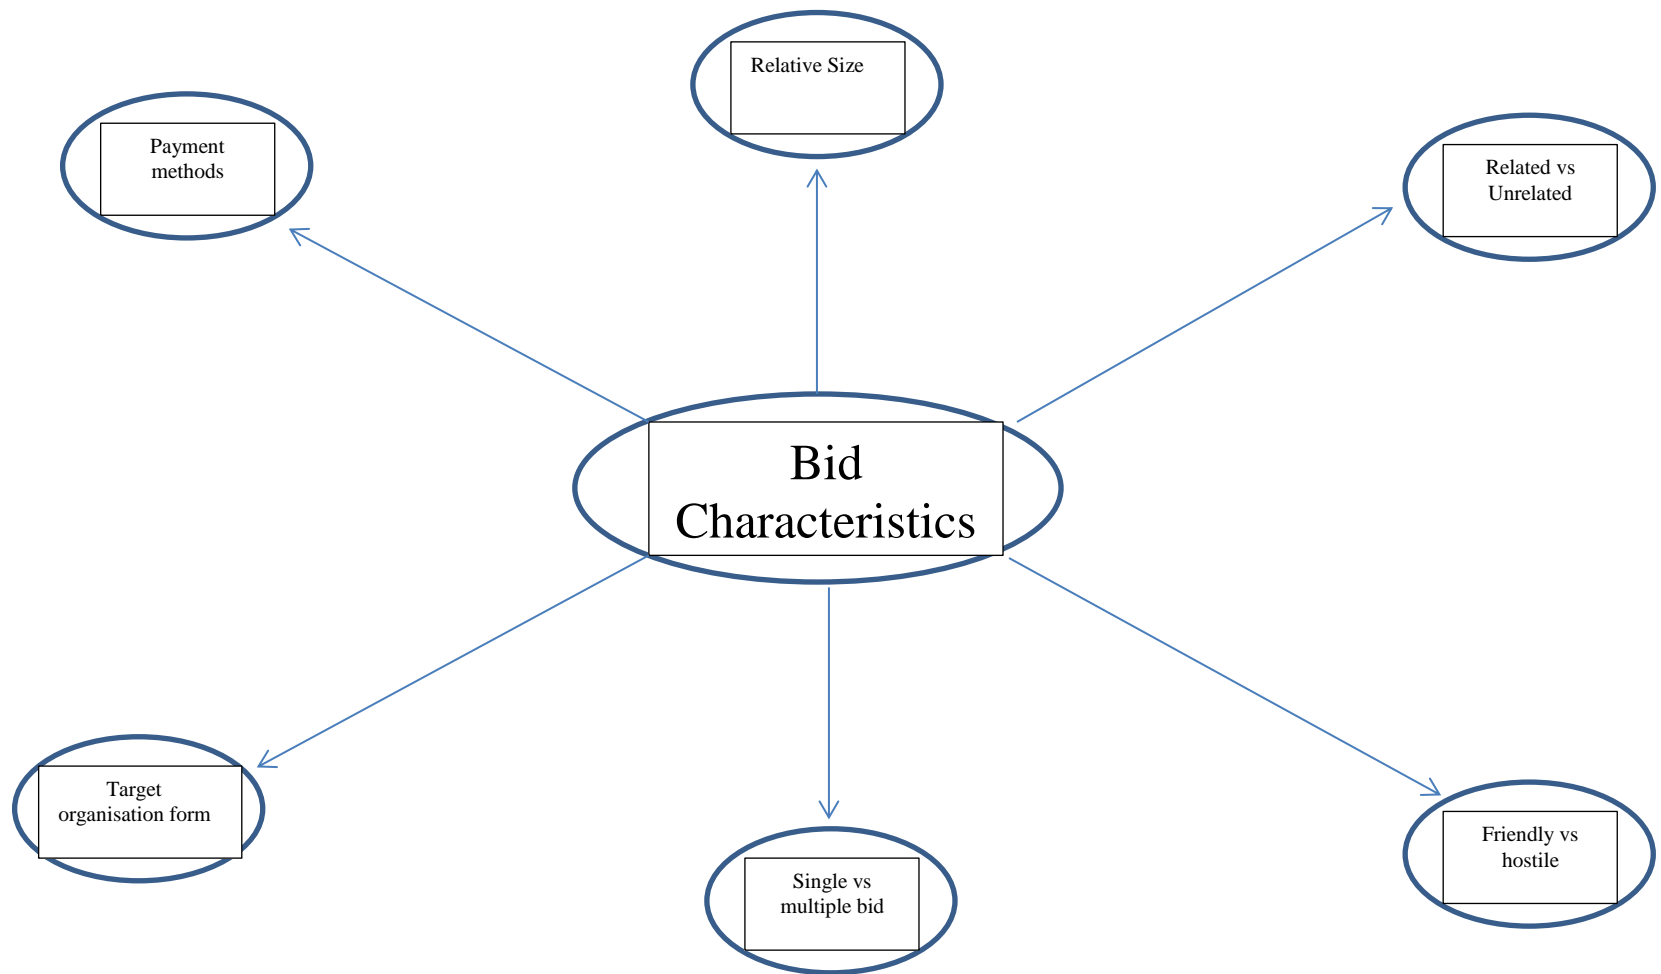 Relative Size
Payment
methods
Related vs
Unrelated
Bid
Characteristics
Target
organisation form
Single vs
multiple bid
Friendly vs
hostile